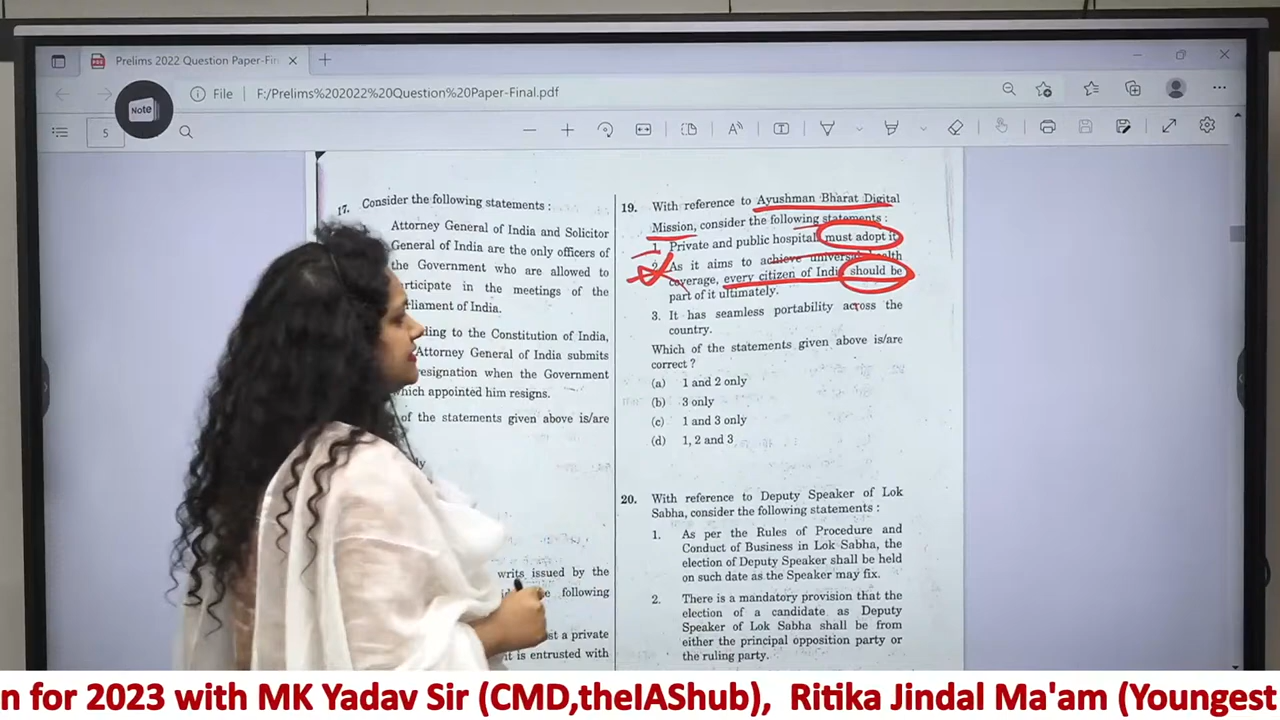 Prelims 2022 Question Paper-Fin
Note
File
F:/Prelims%202022%20Question%20Paper-Final.pdf
5
17. Consider the following statements :
Attorney General of India and Solicitor
General of India are the only officers of
the Government who are allowed to
rticipate in the meetings of the
rliament of India.
ding to the Constitution of India,
Attorney General of India submits
resignation when the Government
which appointed him resigns.
of the statements given above is/are
ly
writs issued by the
following
st a private
it is entrusted with
19. With reference to Ayushman Bharat Digital
Mission, consider the following statements :
1. Private and public hospital must adopt it
2. As it aims to achieve universal health
coverage, every citizen of India should be
part of it ultimately.
3. It has seamless portability across the
country.
Which of the statements given above is/are
correct ?
(a) 1 and 2 only
(b) 3 only
(c) 1 and 3 only
(d) 1, 2 and 3
20. With reference to Deputy Speaker of Lok
Sabha, consider the following statements :
1. As per the Rules of Procedure and
Conduct of Business in Lok Sabha, the
election of Deputy Speaker shall be held
on such date as the Speaker may fix.
2. There is a mandatory provision that the
election of a candidate as Deputy
Speaker of Lok Sabha shall be from
either the principal opposition party or
the ruling party.
n for 2023 with MK Yadav Sir (CMD,theIAShub), Ritika Jindal Ma'am (Youngest